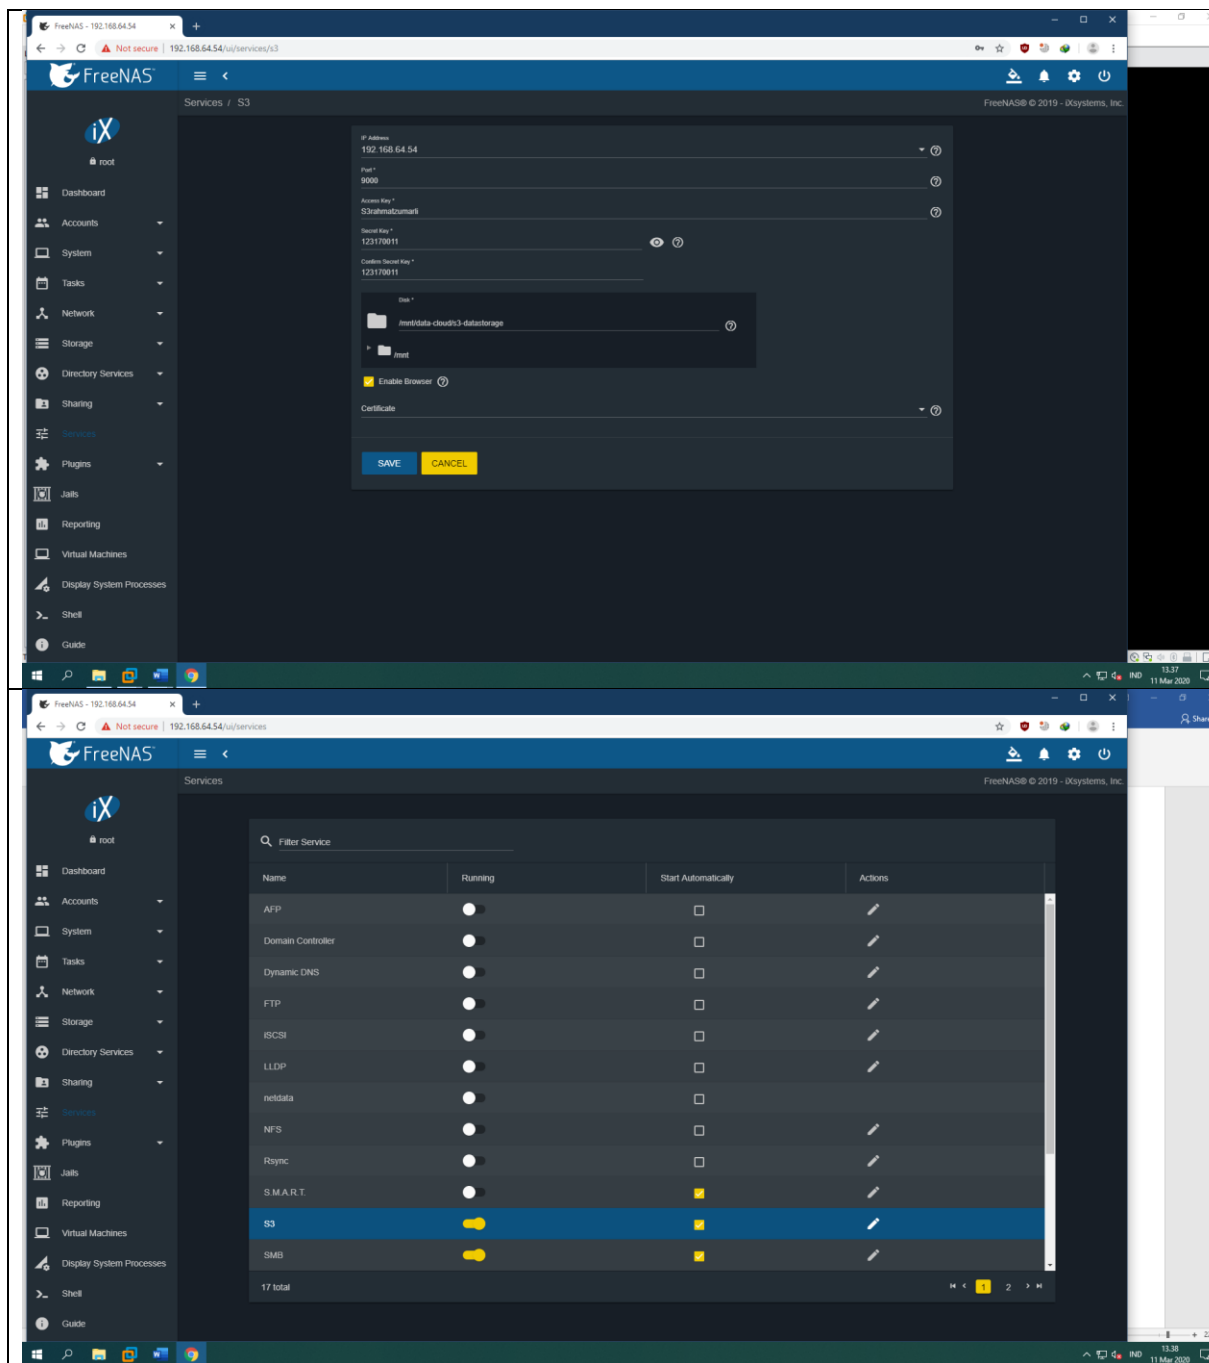 FreeNAS - 192.168.64.54
Not secure | 192.168.64.54/ui/services/s3
FreeNAS
Services / S3
FreeNAS® © 2019 - iXsystems, Inc.
iX
root
Dashboard
Accounts
System
Tasks
Network
Storage
Directory Services
Sharing
Services
Plugins
Jails
Reporting
Virtual Machines
Display System Processes
Shell
Guide
IP Address
192.168.64.54
Port *
9000
Access Key *
S3rahmatzumarli
Secret Key *
123170011
Confirm Secret Key *
123170011
Disk *
/mnt/data-cloud/s3-datastorage
/mnt
Enable Browser
Certificate
SAVE CANCEL
IND 13.37
11 Mar 2020
FreeNAS - 192.168.64.54
Not secure | 192.168.64.54/ui/services
Share
FreeNAS
Services
FreeNAS® © 2019 - iXsystems, Inc.
iX
root
Dashboard
Accounts
System
Tasks
Network
Storage
Directory Services
Sharing
Services
Plugins
Jails
Reporting
Virtual Machines
Display System Processes
Shell
Guide
Filter Service
Name Running Start Automatically Actions
AFP
Domain Controller
Dynamic DNS
FTP
iSCSI
LLDP
netdata
NFS
Rsync
S.M.A.R.T.
S3
SMB
17 total
1 2
IND 13.38
11 Mar 2020